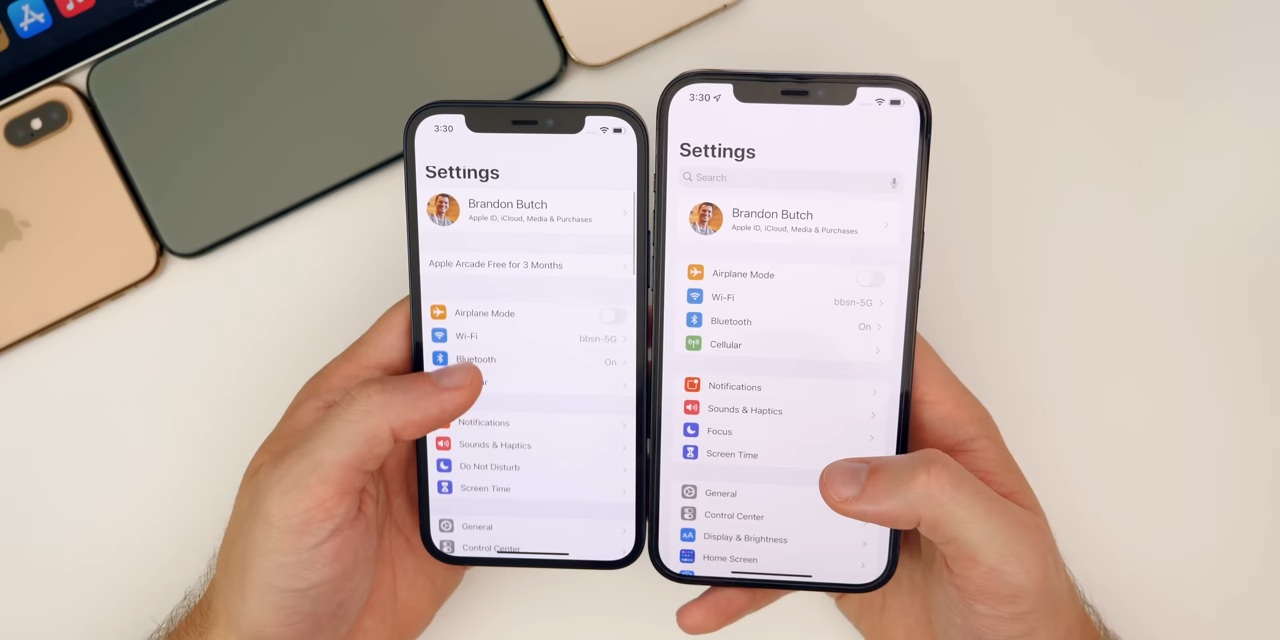 3:30
Settings
Brandon Butch
Apple ID, iCloud, Media & Purchases
Apple Arcade Free for 3 Months
Airplane Mode
Wi-Fi bbsn-5G
Bluetooth On
ar
Notifications
Sounds & Haptics
Do Not Disturb
Screen Time
General
Control Center
3:30
Settings
Search
Brandon Butch
Apple ID, iCloud, Media & Purchases
Airplane Mode
Wi-Fi bbsn-5G
Bluetooth On
Cellular
Notifications
Sounds & Haptics
Focus
Screen Time
General
Control Center
AA Display & Brightness
Home Screen